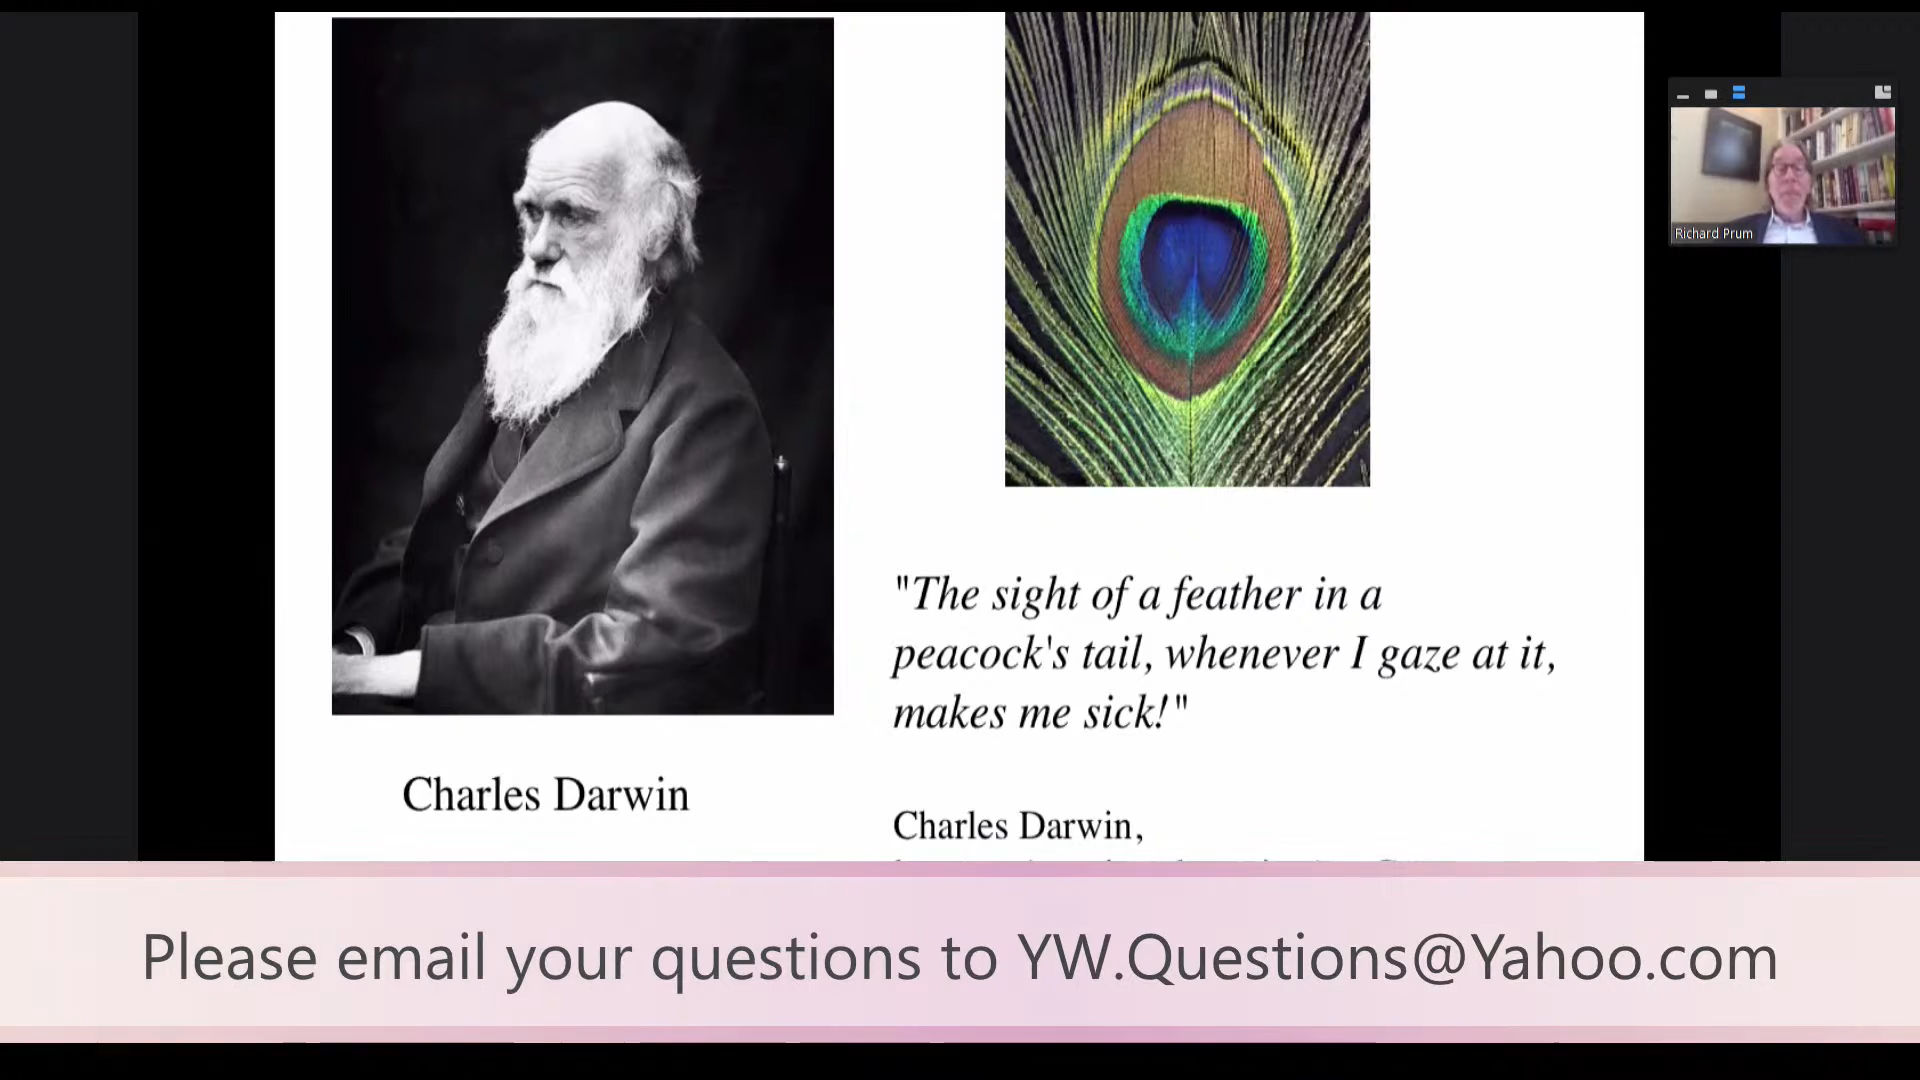 Richard Prum
"The sight of a feather in a
peacock's tail, whenever I gaze at it,
makes me sick!"
Charles Darwin
Charles Darwin,
Please email your questions to YW.Questions@Yahoo.com